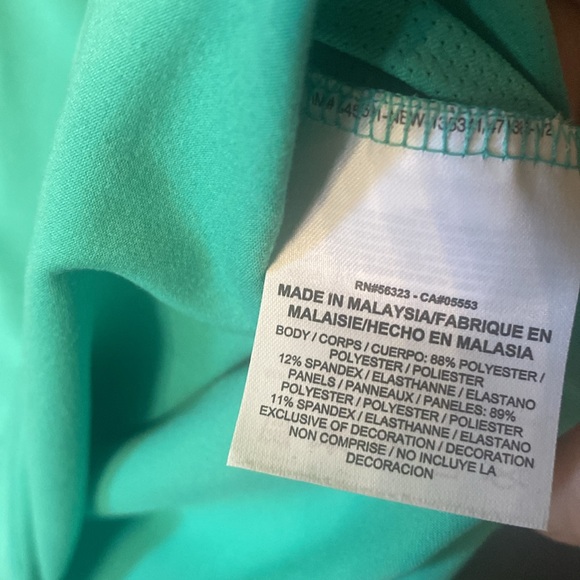 RN#56323 - CA#05553
MADE IN MALAYSIA/FABRIQUE EN
MALAISIE/HECHO EN MALASIA
BODY / CORPS / CUERPO: 88% POLYESTER /
POLYESTER / POLIESTER
12% SPANDEX / ELASTHANNE / ELASTANO
PANELS / PANNEAUX / PANELES: 89%
POLYESTER / POLYESTER / POLIESTER
11% SPANDEX / ELASTHANNE / ELASTANO
EXCLUSIVE OF DECORATION / DECORATION
NON COMPRISE / NO INCLUYE LA
DECORACION